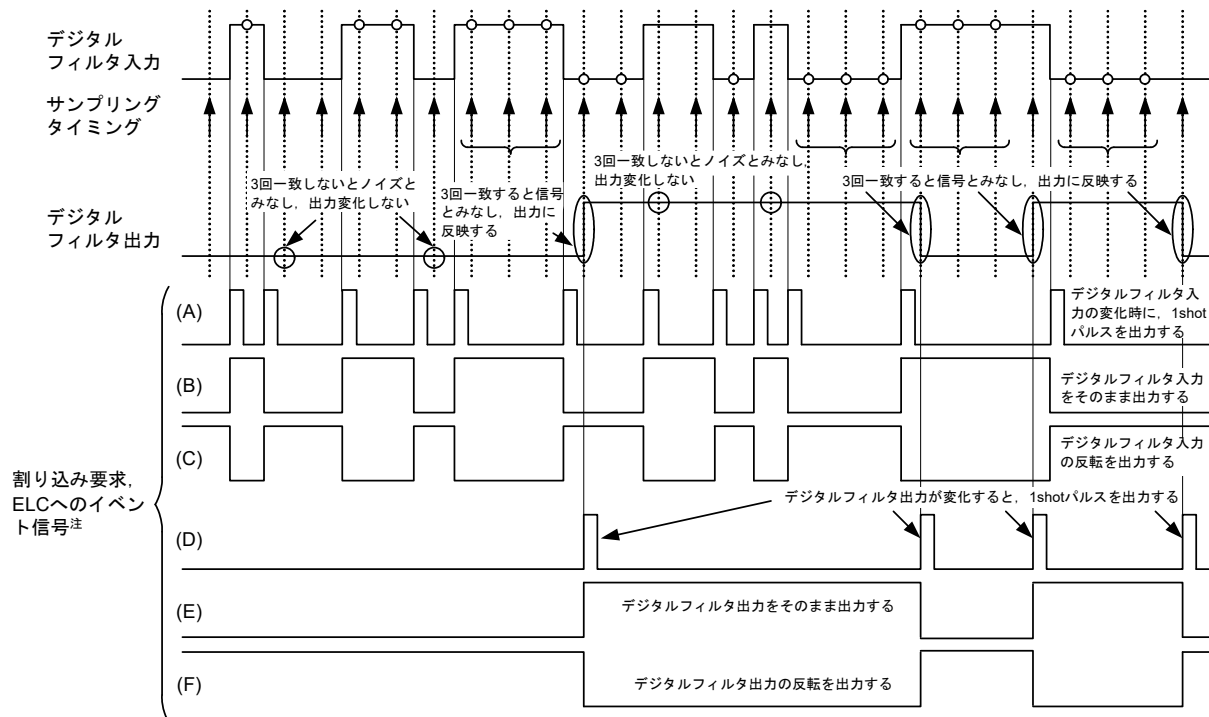 デジタル
フィルタ入力
サンプリング
タイミング
3回一致しないとノイズと
みなし，出力変化しない
3回一致すると信号
とみなし，出力に
反映する
3回一致しないとノイズとみなし，
出力変化しない
3回一致すると信号とみなし，出力に反映する
デジタル
フィルタ出力
(A)
デジタルフィルタ入
力の変化時に，1shot
パルスを出力する
(B)
デジタルフィルタ入力
をそのまま出力する
(C)
デジタルフィルタ入力
の反転を出力する
割り込み要求，
ELCへのイベン
ト信号注
デジタルフィルタ出力が変化すると，1shotパルスを出力する
(D)
(E)
デジタルフィルタ出力をそのまま出力する
(F)
デジタルフィルタ出力の反転を出力する